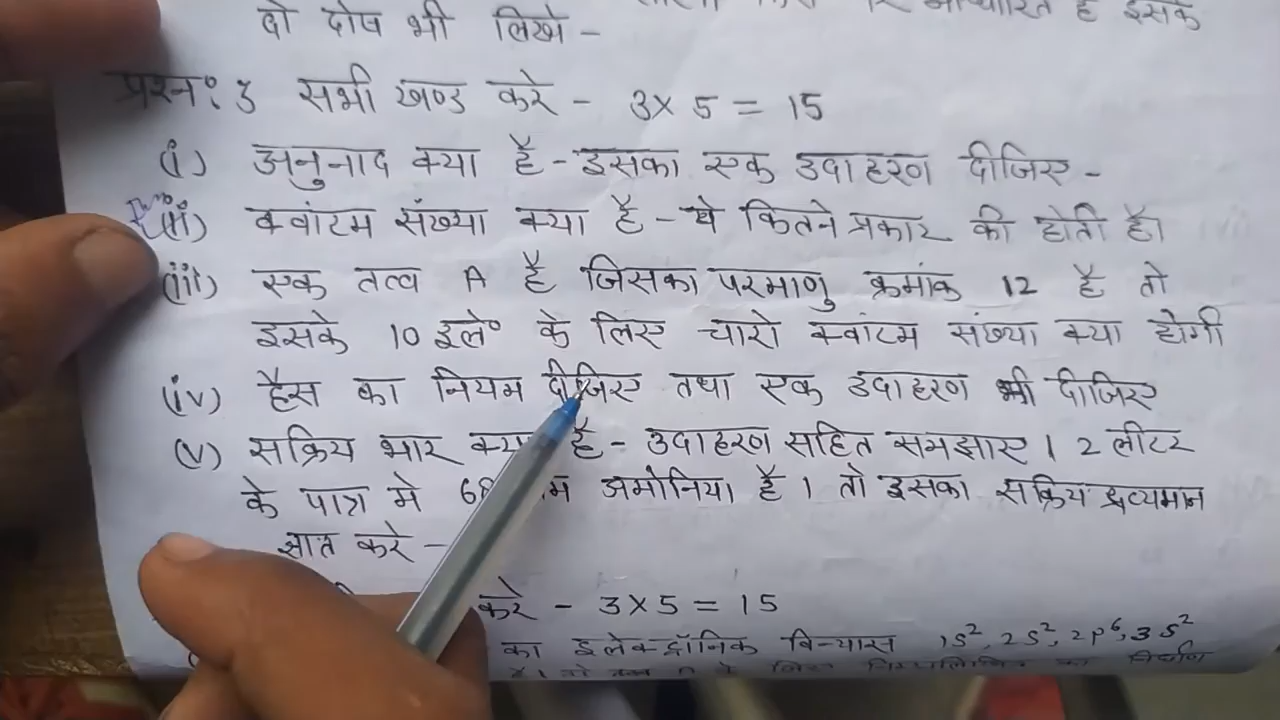 दो दोष भी लिखे -
प्रश्न: 3 सभी खण्ड करे - 3 x 5 = 15
(i) अनुनाद क्या है - इसका एक उदाहरण दीजिए -
(ii) क्वांटम संख्या क्या है - ये कितने प्रकार की होती है।
(iii) एक तत्व A है जिसका परमाणु क्रमांक 12 है तो
इसके 10 इले० के लिए चारो क्वांटम संख्या क्या होगी
(iv) हैस का नियम दीजिए तथा एक उदाहरण भी दीजिए
(v) सक्रिय भार क्या है - उदाहरण सहित समझाए। 2 लीटर
के पात्र मे अमोनिया है। तो इसका सक्रिय द्रव्यमान
ज्ञात करे -
करे - 3 x 5 = 15
का इलेक्ट्रॉनिक विन्यास 1s², 2s², 2p⁶, 3s²